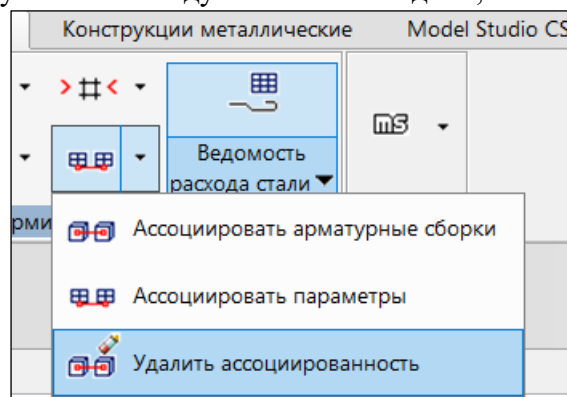 Конструкции металлические Model Studio CS
Ведомость
расхода стали
Ассоциировать арматурные сборки
Ассоциировать параметры
Удалить ассоциированность